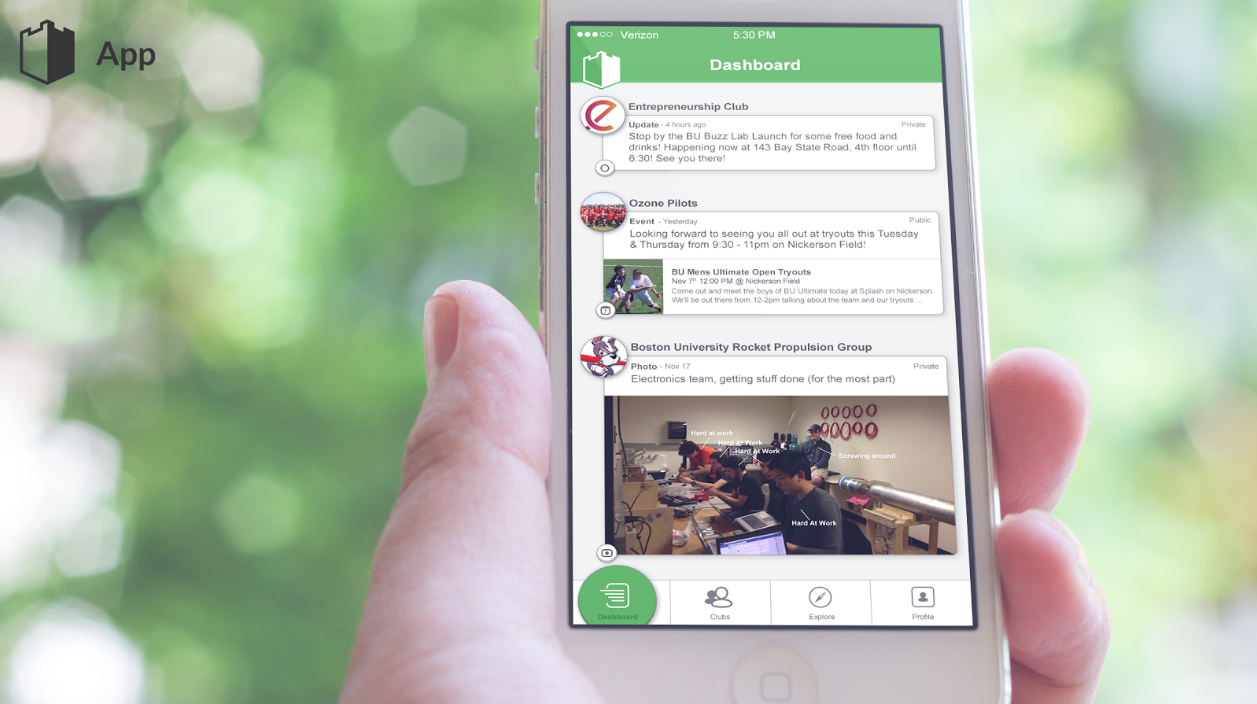 App
Verizon
5:30 PM
Dashboard
Entrepreneurship Club
Update - 4 hours ago
Private
Stop by the BU Buzz Lab Launch for some free food and
drinks! Happening now at 143 Bay State Road, 4th floor until
6:30! See you there!
Ozone Pilots
Event - Yesterday
Public
Looking forward to seeing you all out at tryouts this Tuesday
& Thursday from 9:30 - 11pm on Nickerson Field!
BU Mens Ultimate Open Tryouts
Nov 7th 12:00 PM @ Nickerson Field
Come out and meet the boys of BU Ultimate today at Splash on Nickerson.
We'll be out there from 12-2pm talking about the team and our tryouts ...
Boston University Rocket Propulsion Group
Photo - Nov 17
Private
Electronics team, getting stuff done (for the most part)
Hard at work
Hard At Work
Hard At Work
Screwing around
Hard At Work
Dashboard
Clubs
Explore
Profile